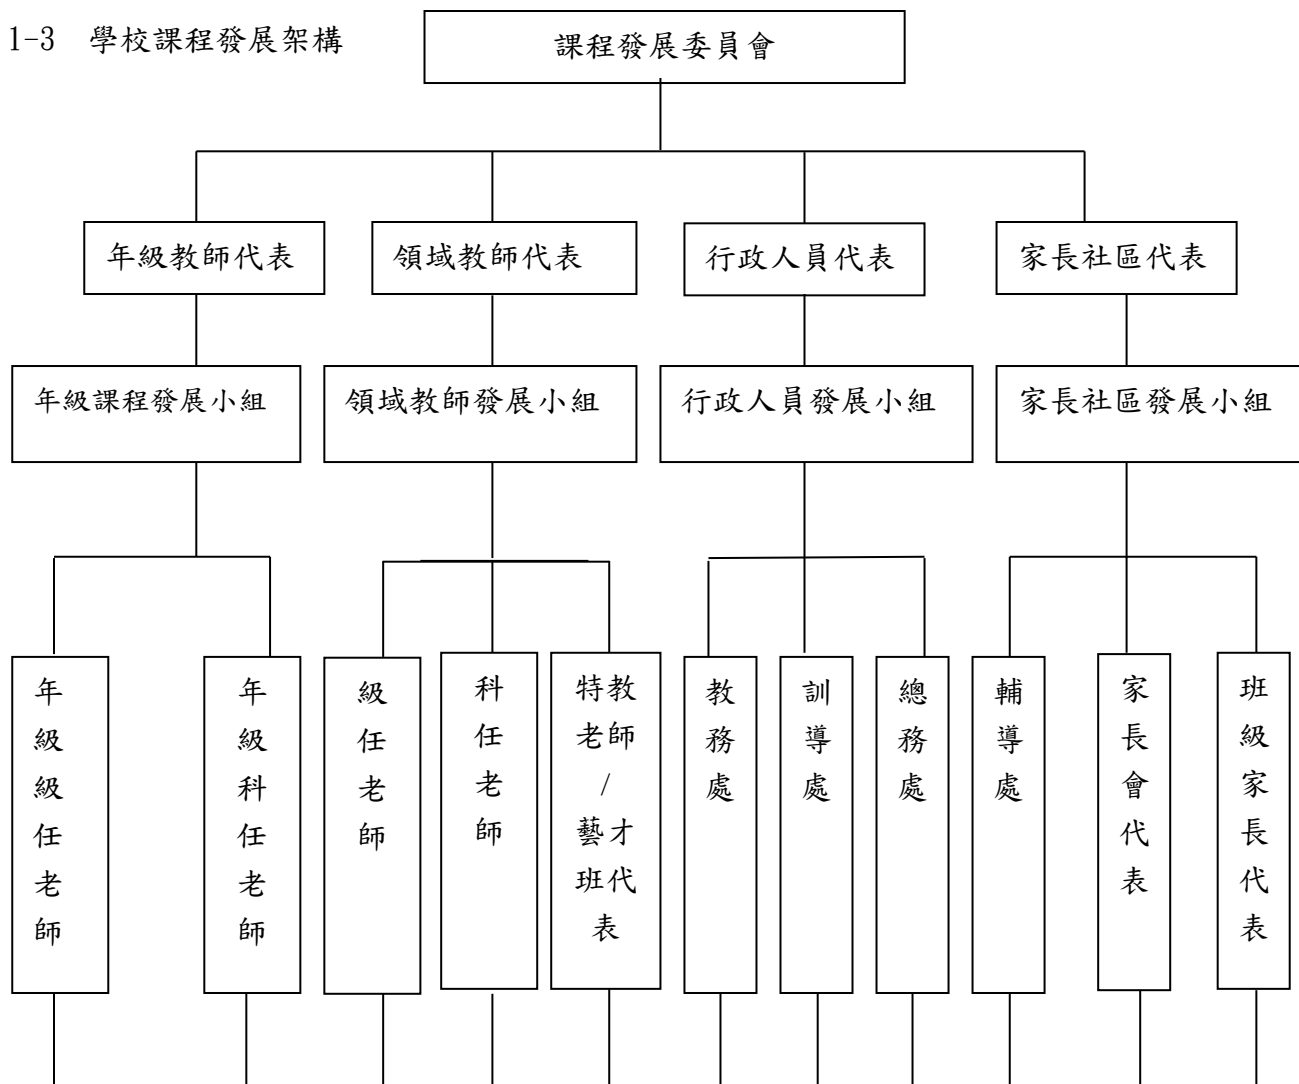 1-3 學校課程發展架構
課程發展委員會
年級教師代表
領域教師代表
行政人員代表
家長社區代表
年級課程發展小組
領域教師發展小組
行政人員發展小組
家長社區發展小組
年級級任老師
年級科任老師
級任老師
科任老師
特教
老師
/
藝才
班代
表
教務處
訓導處
總務處
輔導處
家長會代表
班級家長代表